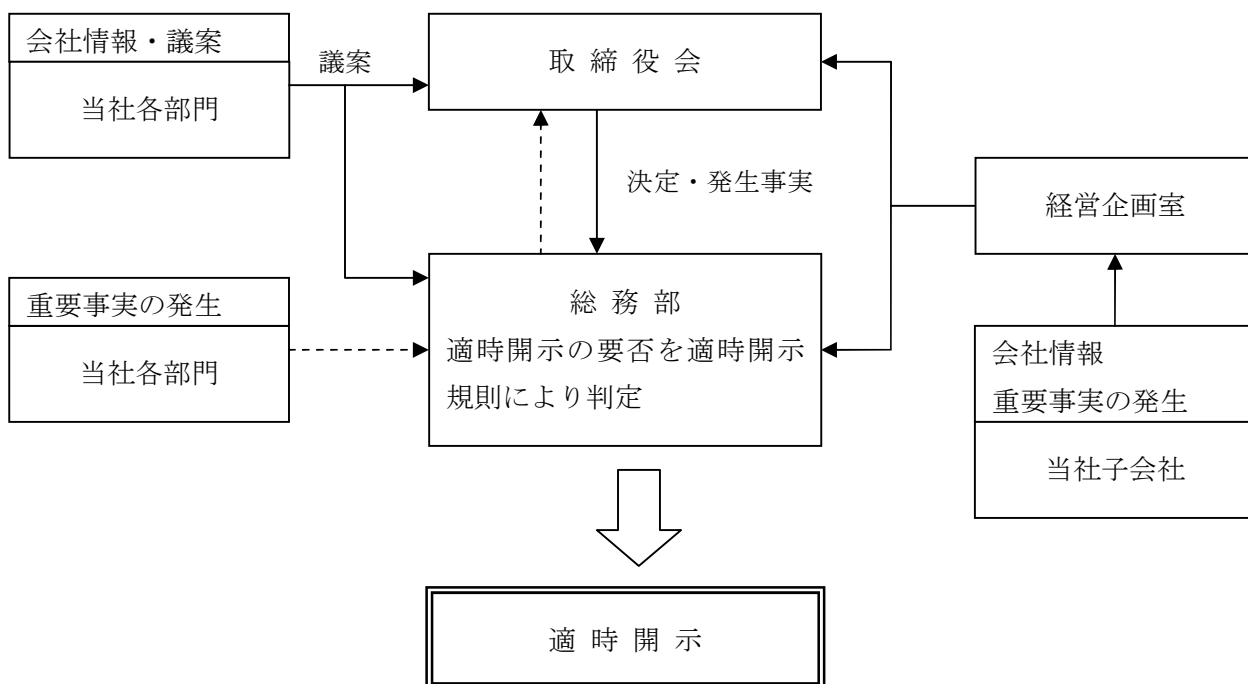 会社情報・議案
当社各部門
議案
取締役会
決定・発生事実
経営企画室
重要事実の発生
当社各部門
総務部
適時開示の要否を適時開示
規則により判定
会社情報
重要事実の発生
当社子会社
適時開示